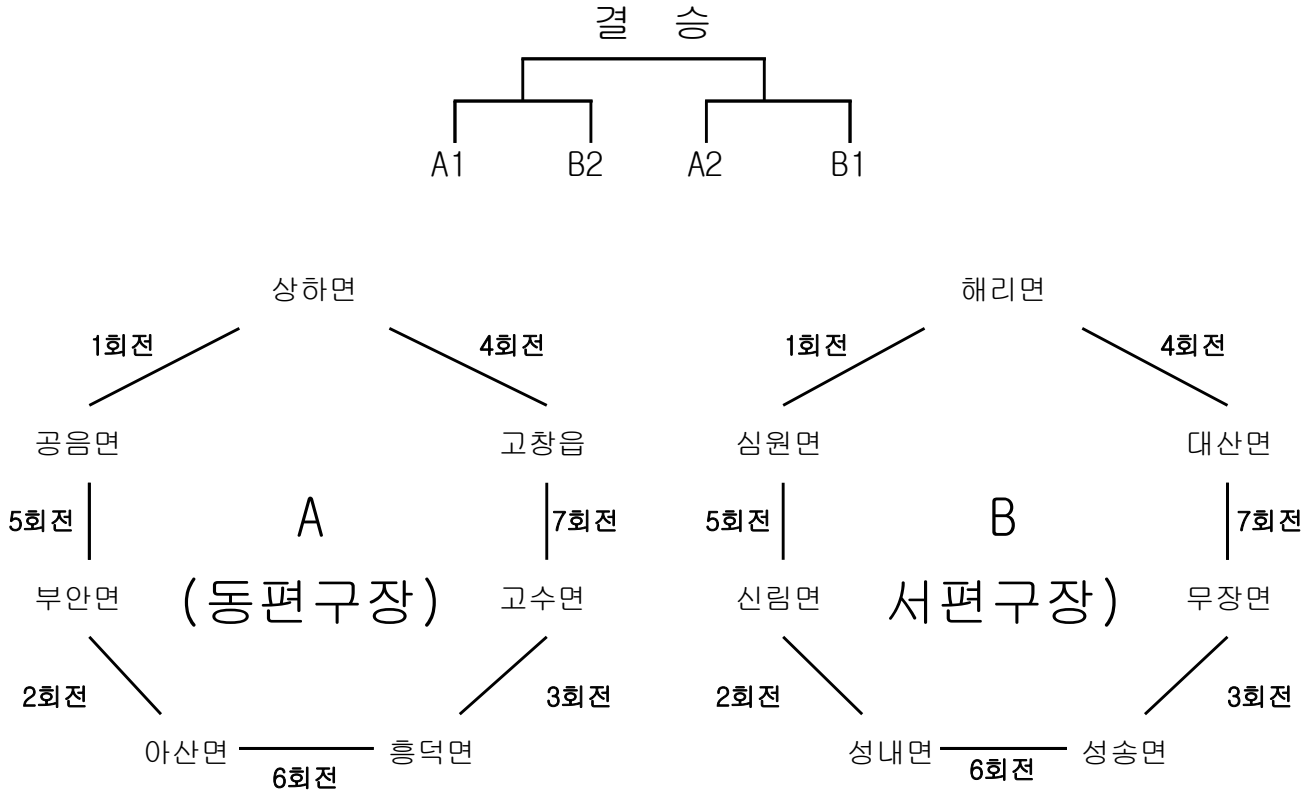 결 승
A1 B2 A2 B1
상하면 해리면
1회전 4회전 1회전 4회전
공음면 고창읍 심원면 대산면
5회전 A 7회전 5회전 B 7회전
부안면 (동편구장) 고수면 신림면 서편구장) 무장면
2회전 3회전 2회전 3회전
아산면 흥덕면 성내면 성송면
6회전 6회전